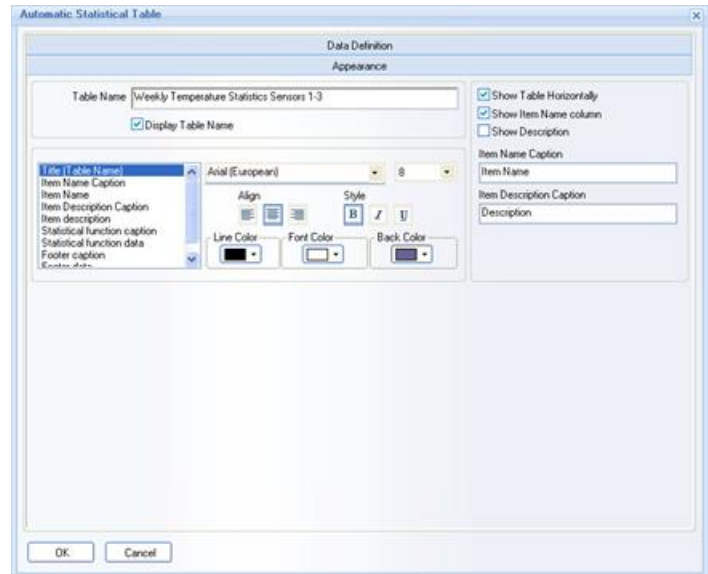 Automatic Statistical Table
Data Definition
Appearance
Table Name Weekly Temperature Statistics Sensors 1-3
Display Table Name
Show Table Horizontally
Show Item Name column
Show Description
Item Name Caption
Item Name
Item Description Caption
Description
Title (Table Name)
Item Name Caption
Item Name
Item Description Caption
Item description
Statistical function caption
Statistical function data
Footer caption
Footer data
Arial (European) 8
Align Style
B I U
Line Color Font Color Back Color
OK Cancel